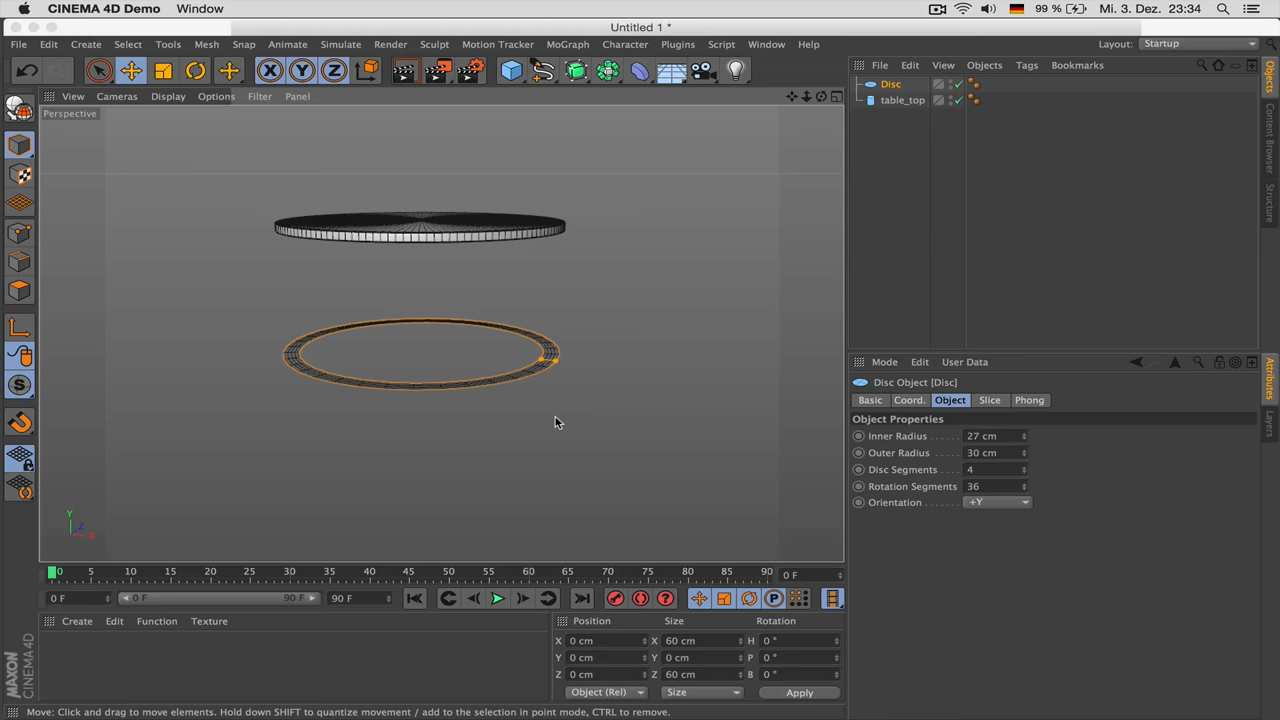 CINEMA 4D Demo Window 99 % Mi. 3. Dez. 23:34
Untitled 1 *
File Edit Create Select Tools Mesh Snap Animate Simulate Render Sculpt Motion Tracker MoGraph Character Plugins Script Window Help Layout: Startup
X Y Z
File Edit View Objects Tags Bookmarks
View Cameras Display Options Filter Panel
Perspective
Disc
table_top
Objects
Content Browser
Structure
Mode Edit User Data
Attributes
Layers
Disc Object [Disc]
Basic Coord. Object Slice Phong
Object Properties
Inner Radius 27 cm
Outer Radius 30 cm
Disc Segments 4
Rotation Segments 36
Orientation +Y
S
Y
Z
X
0 5 10 15 20 25 30 35 40 45 50 55 60 65 70 75 80 85 90 0 F
0 F 0 F 90 F 90 F
P
Create Edit Function Texture
Position Size Rotation
X 0 cm X 60 cm H 0 °
Y 0 cm Y 0 cm P 0 °
Z 0 cm Z 60 cm B 0 °
Object (Rel) Size Apply
MAXON
CINEMA 4D
Move: Click and drag to move elements. Hold down SHIFT to quantize movement / add to the selection in point mode, CTRL to remove.